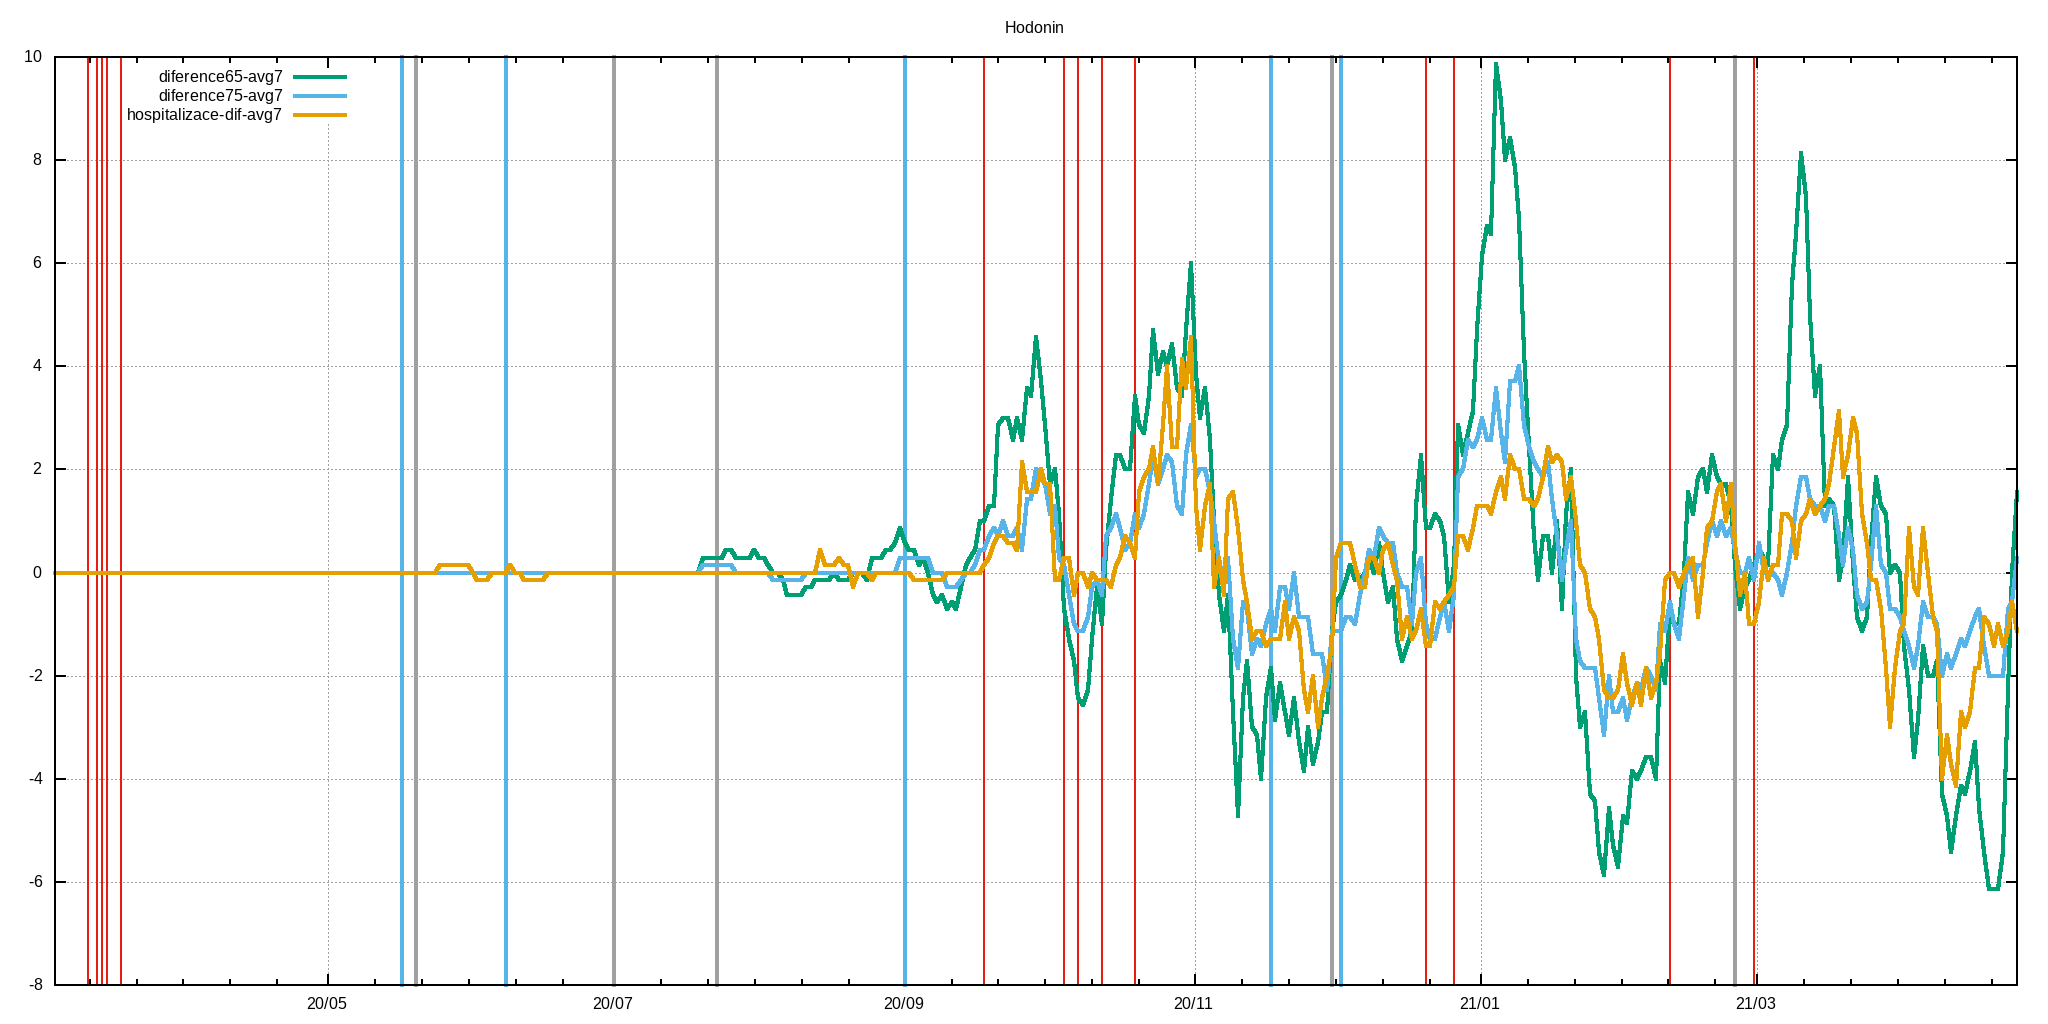 Hodonin
10
diference65-avg7
diference75-avg7
hospitalizace-dif-avg7
8
6
4
2
0
-2
-4
-6
-8
20/05 20/07 20/09 20/11 21/01 21/03